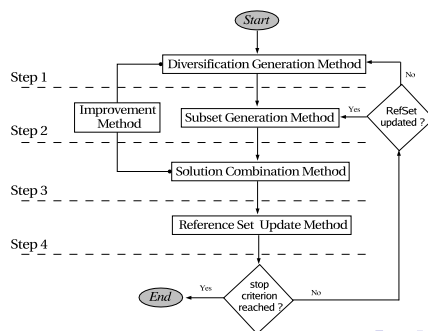 Start
Diversification Generation Method
No
Step 1
Improvement
Method
Subset Generation Method
Yes
RefSet
updated ?
Step 2
Solution Combination Method
Step 3
Reference Set Update Method
Step 4
End
Yes
stop
criterion
reached ?
No